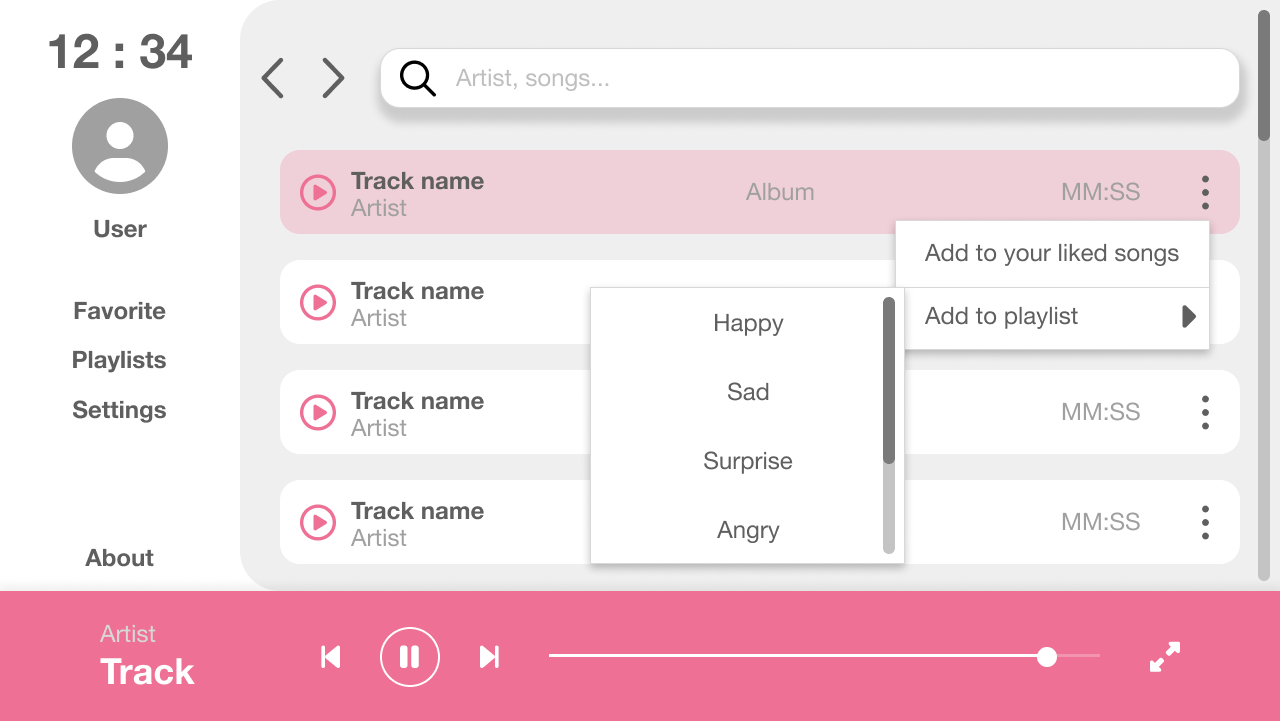 12 : 34
User
Favorite
Playlists
Settings
About
Artist, songs...
Track name
Artist
Album
MM:SS
Add to your liked songs
Add to playlist
Track name
Artist
Happy
Sad
Surprise
Angry
Track name
Artist
MM:SS
Track name
Artist
MM:SS
Artist
Track